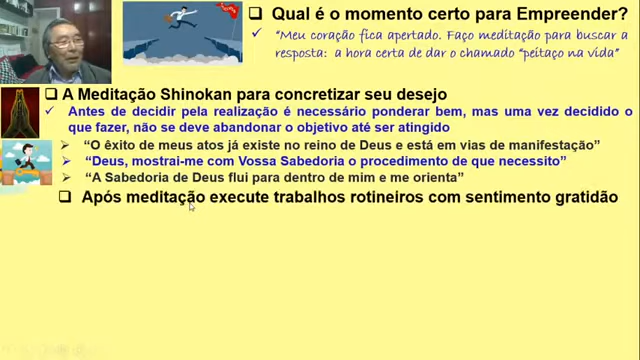 Qual é o momento certo para Empreender?
“Meu coração fica apertado. Faço meditação para buscar a
resposta: a hora certa de dar o chamado “peitaço na vida”
A Meditação Shinokan para concretizar seu desejo
Antes de decidir pela realização é necessário ponderar bem, mas uma vez decidido o
que fazer, não se deve abandonar o objetivo até ser atingido
“O êxito de meus atos já existe no reino de Deus e está em vias de manifestação”
“Deus, mostrai-me com Vossa Sabedoria o procedimento de que necessito”
“A Sabedoria de Deus flui para dentro de mim e me orienta”
Após meditação execute trabalhos rotineiros com sentimento gratidão